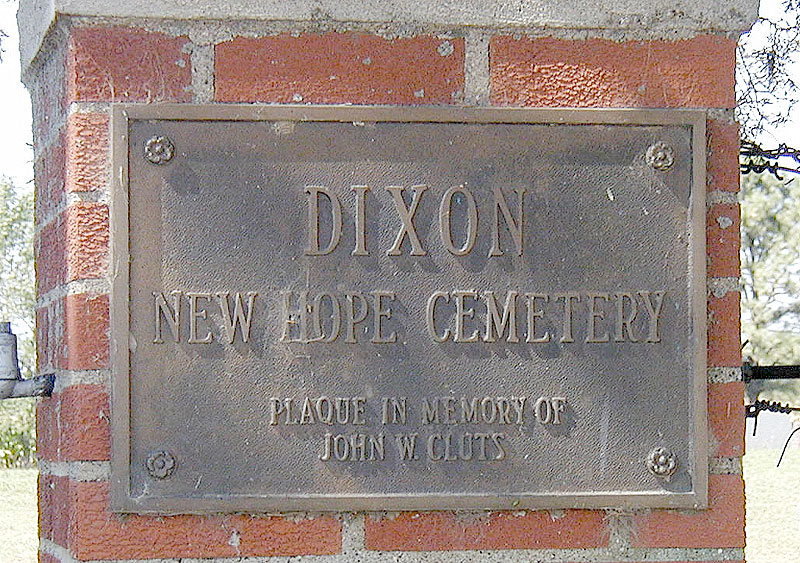 DIXON
NEW HOPE CEMETERY
PLAQUE IN MEMORY OF
JOHN W. CLUTS